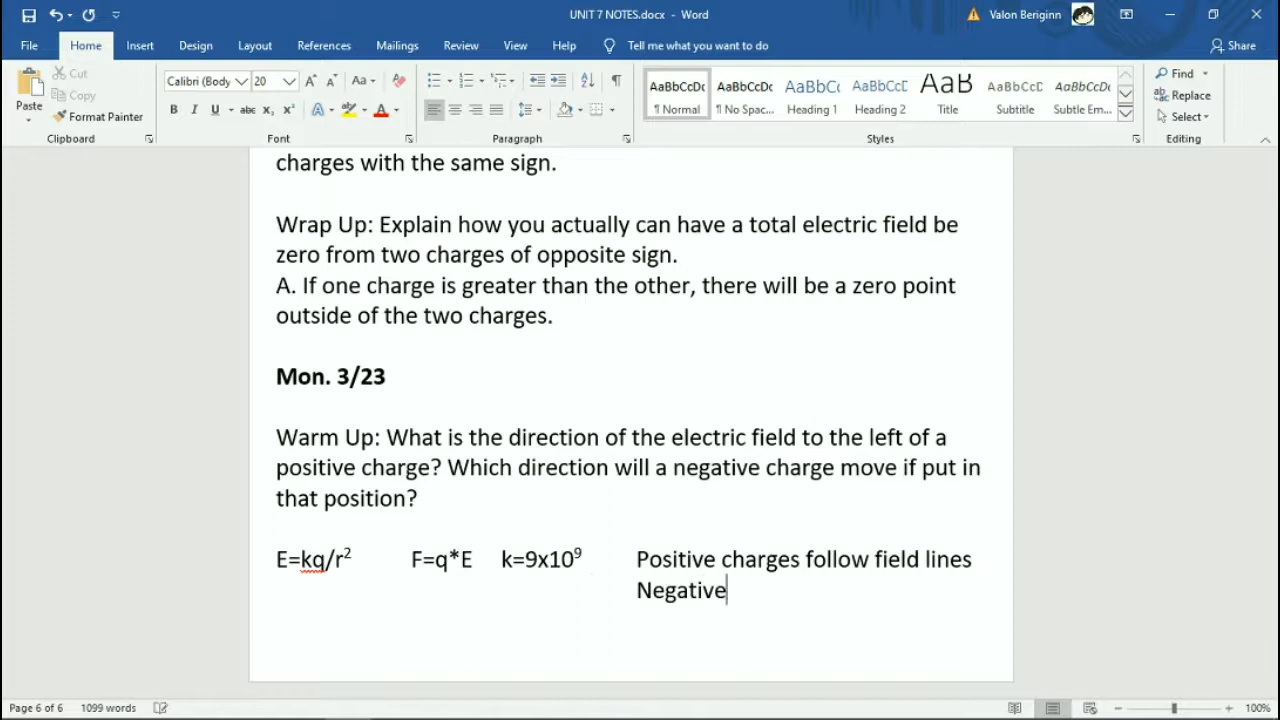 UNIT 7 NOTES.docx - Word
Valon Beriginn
File Home Insert Design Layout References Mailings Review View Help Tell me what you want to do Share
Paste
Cut
Copy
Format Painter
Clipboard
Calibri (Body 20
Font
Paragraph
AaBbCcDc AaBbCcDc AaBbC( AaBbCcD AaB AaBbCcD AaBbCcDc
¶ Normal ¶ No Spac... Heading 1 Heading 2 Title Subtitle Subtle Em...
Styles
Find
Replace
Select
Editing
charges with the same sign.
Wrap Up: Explain how you actually can have a total electric field be
zero from two charges of opposite sign.
A. If one charge is greater than the other, there will be a zero point
outside of the two charges.
Mon. 3/23
Warm Up: What is the direction of the electric field to the left of a
positive charge? Which direction will a negative charge move if put in
that position?
E=kq/r² F=q*E k=9x10⁹ Positive charges follow field lines
Negative
Page 6 of 6 1099 words 100%